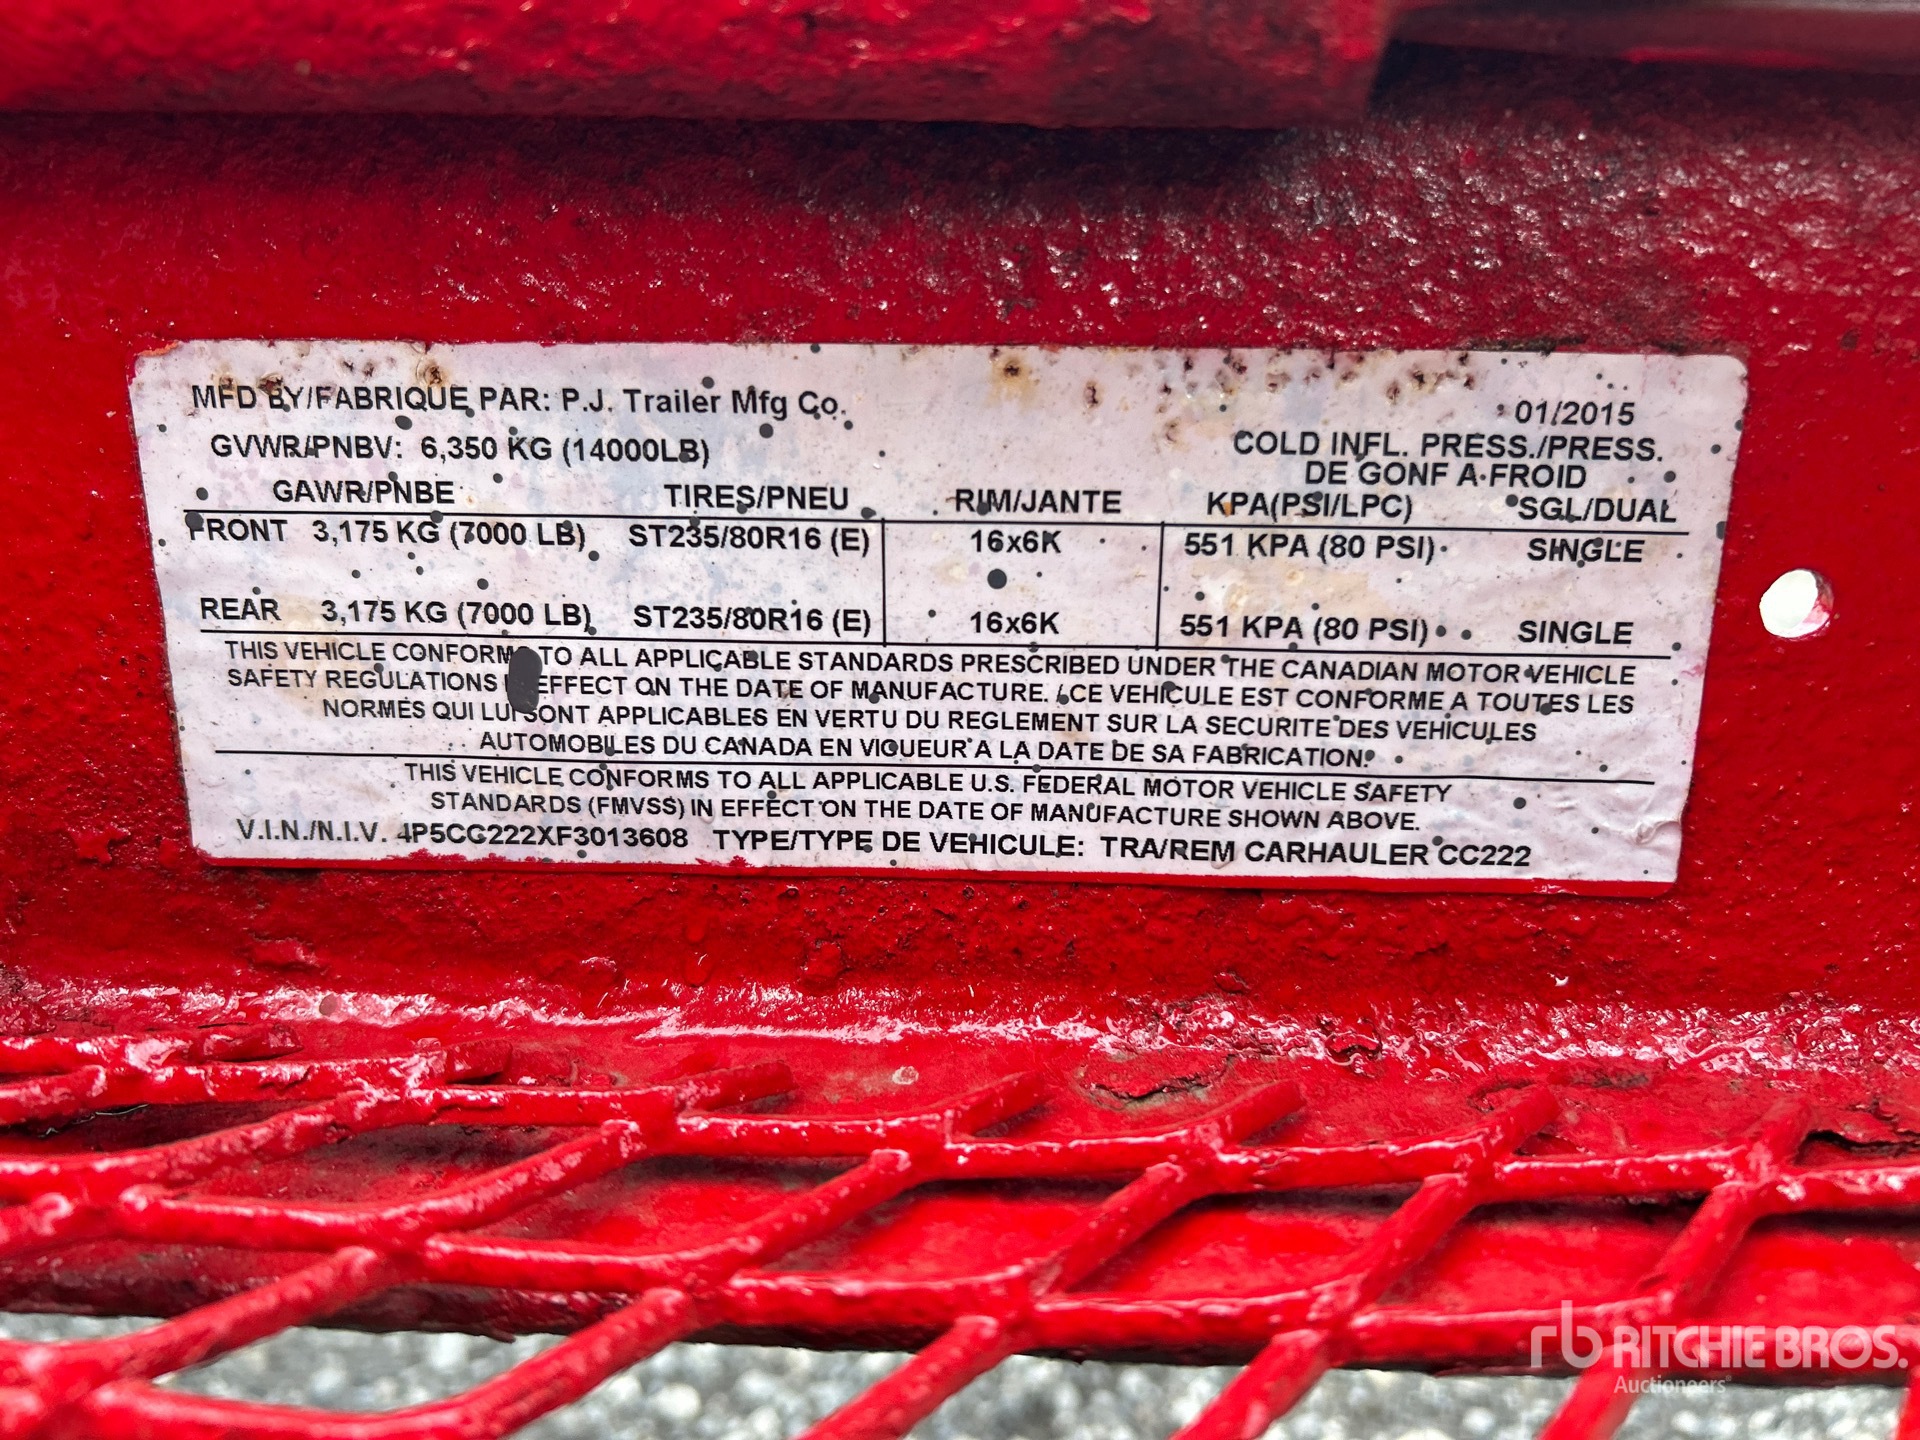 MFD BY/FABRIQUE PAR: P.J. Trailer Mfg Co. 01/2015
GVWR/PNBV: 6,350 KG (14000LB) COLD INFL. PRESS./PRESS.
DE GONF A FROID
GAWR/PNBE TIRES/PNEU RIM/JANTE KPA(PSI/LPC) SGL/DUAL
FRONT 3,175 KG (7000 LB) ST235/80R16 (E) 16x6K 551 KPA (80 PSI) SINGLE
REAR 3,175 KG (7000 LB) ST235/80R16 (E) 16x6K 551 KPA (80 PSI) SINGLE
THIS VEHICLE CONFORMS TO ALL APPLICABLE STANDARDS PRESCRIBED UNDER THE CANADIAN MOTOR VEHICLE
SAFETY REGULATIONS EFFECT ON THE DATE OF MANUFACTURE. / CE VEHICULE EST CONFORME A TOUTES LES
NORMES QUI LUI SONT APPLICABLES EN VERTU DU REGLEMENT SUR LA SECURITE DES VEHICULES
AUTOMOBILES DU CANADA EN VIGUEUR A LA DATE DE SA FABRICATION.
THIS VEHICLE CONFORMS TO ALL APPLICABLE U.S. FEDERAL MOTOR VEHICLE SAFETY
STANDARDS (FMVSS) IN EFFECT ON THE DATE OF MANUFACTURE SHOWN ABOVE.
V.I.N./N.I.V. 4P5CC222XF3013608 TYPE/TYPE DE VEHICULE: TRA/REM CARHAULER CC222
rb RITCHIE BROS.
Auctioneers